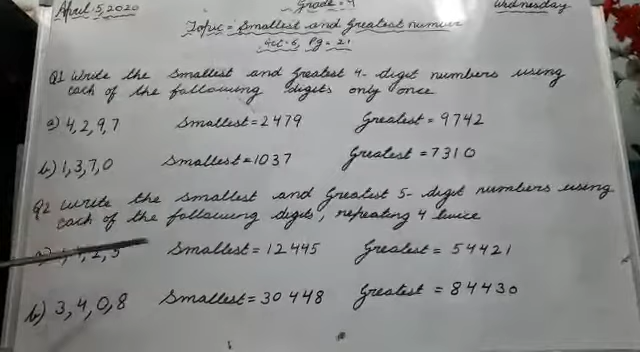 April 5, 2020 Grade = 4 Wednesday
Topic = Smallest and Greatest number
Pg = 21
Q1 Write the smallest and greatest 4-digit numbers using
each of the following digits only once
a) 4, 2, 9, 7 Smallest = 2479 Greatest = 9742
b) 1, 3, 7, 0 Smallest = 1037 Greatest = 7310
Q2 Write the smallest and greatest 5-digit numbers using
each of the following digits, repeating 4 twice
Smallest = 12445 Greatest = 54421
b) 3, 4, 0, 8 Smallest = 30448 Greatest = 84430